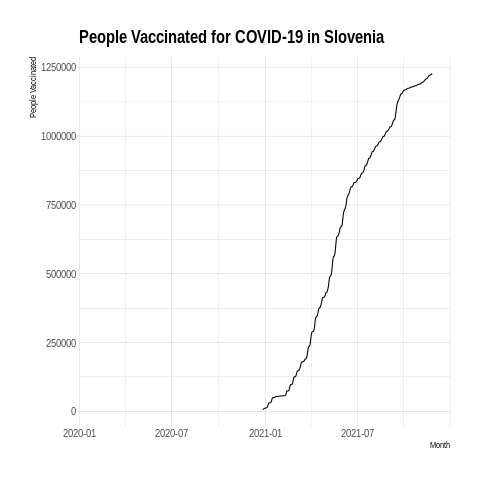 People Vaccinated for COVID-19 in Slovenia
People Vaccinated
1250000
1000000
750000
500000
250000
0
2020-01 2020-07 2021-01 2021-07
Month